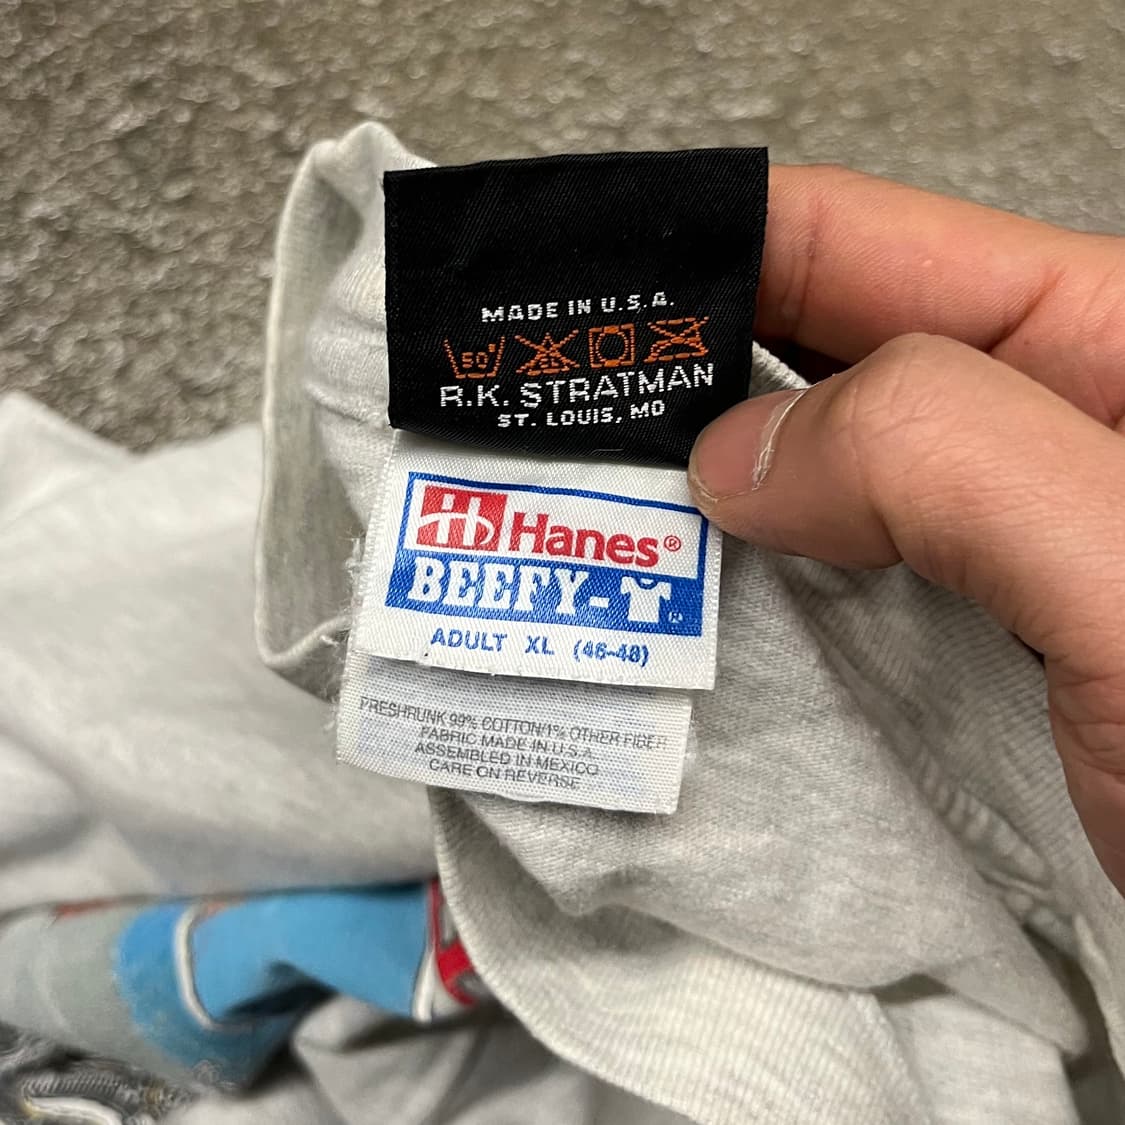 MADE IN U.S.A.
50°
CL
R.K. STRATMAN
ST. LOUIS, MO
Hanes®
BEEFY-T®
ADULT XL (46-48)
PRESHRUNK 99% COTTON/1% OTHER FIBER
FABRIC MADE IN U.S.A
ASSEMBLED IN MEXICO
CARE ON REVERSE